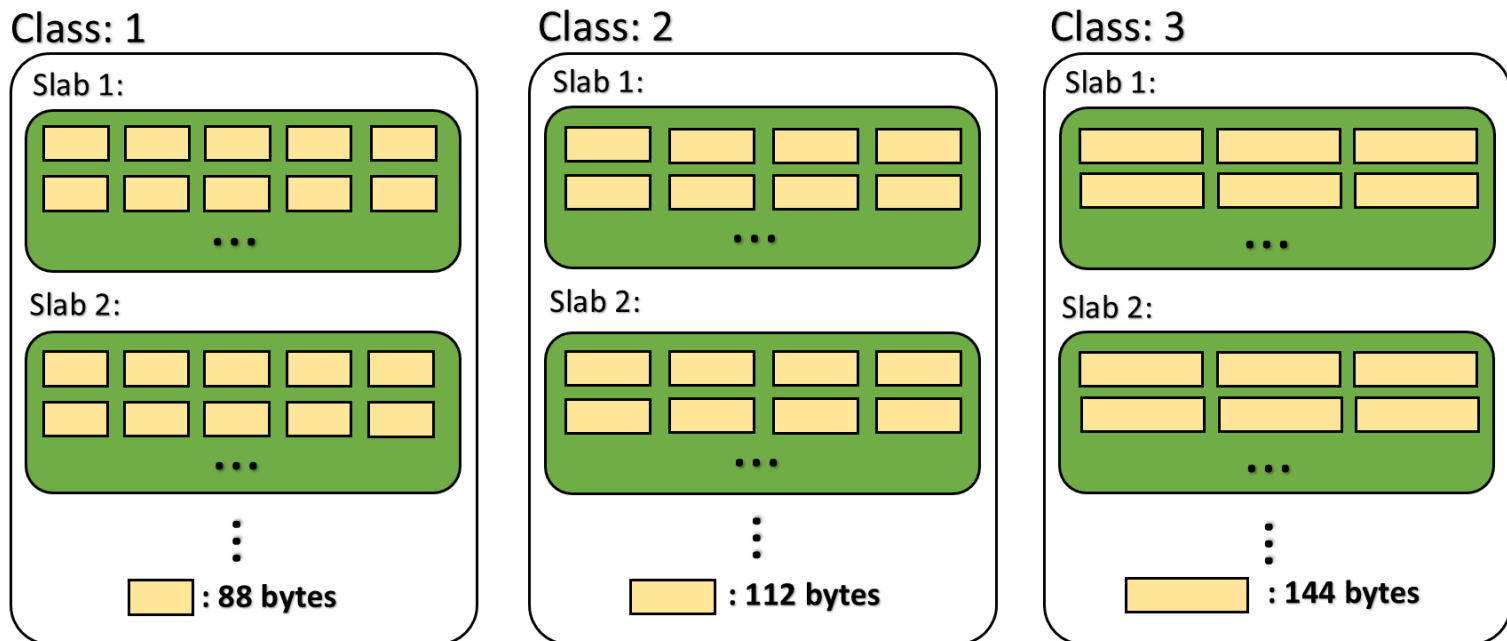 Class: 1
Slab 1:
...
Slab 2:
...
...
: 88 bytes
Class: 2
Slab 1:
...
Slab 2:
...
...
: 112 bytes
Class: 3
Slab 1:
...
Slab 2:
...
...
: 144 bytes